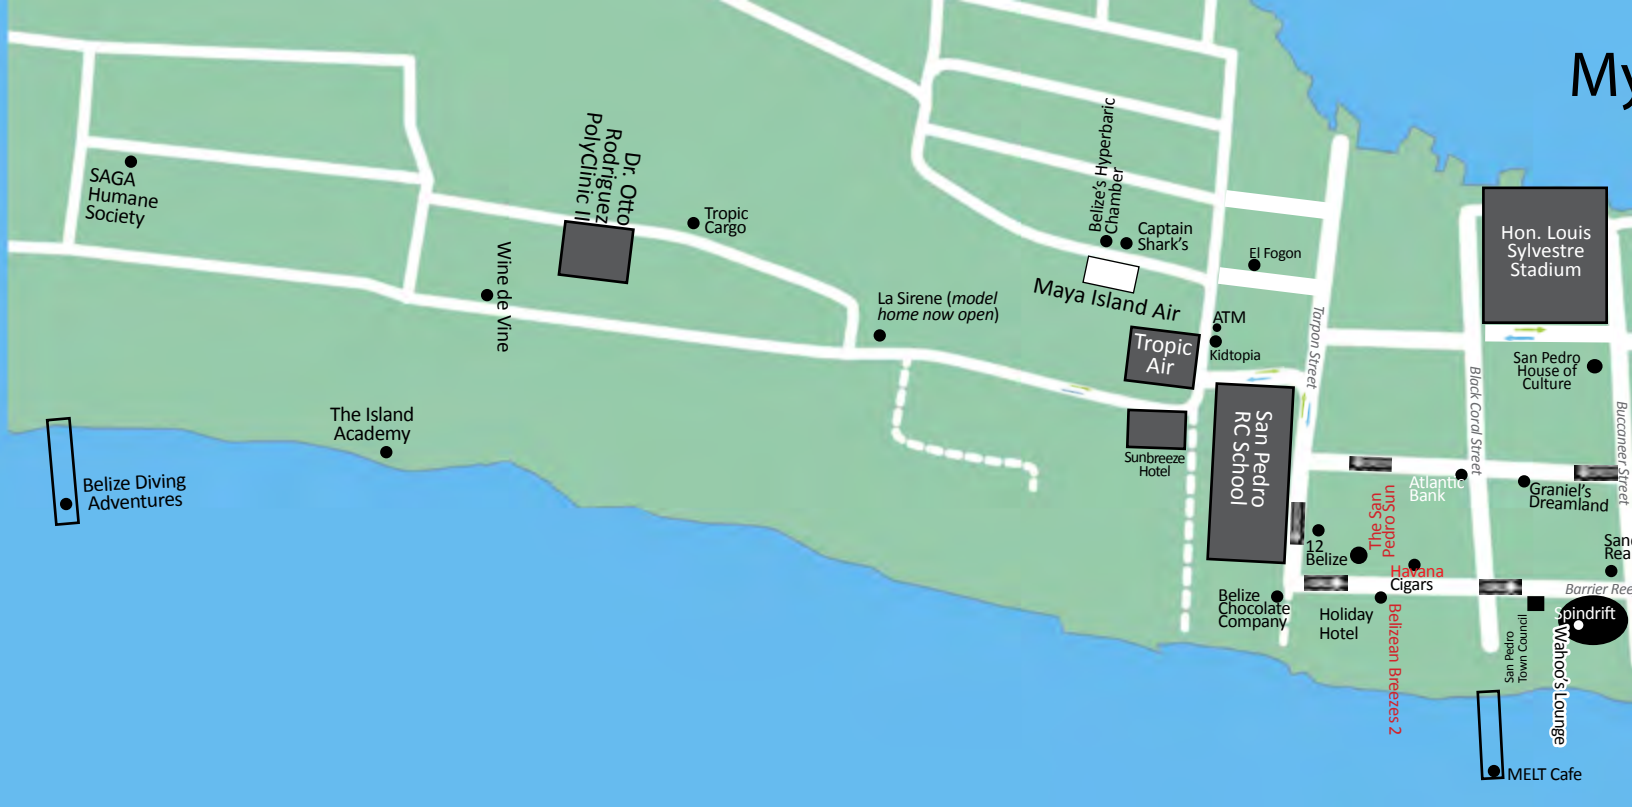 My
SAGA
Humane
Society
Dr. Otto
Rodriguez
PolyClinic II
Tropic
Cargo
Wine de Vine
La Sirene (model
home now open)
Belize's Hyperbaric
Chamber
Captain
Shark's
Maya Island Air
El Fogon
ATM
Kidtopia
Tropic
Air
Tarpon Street
Hon. Louis
Sylvestre
Stadium
San Pedro
House of
Culture
Black Coral Street
Buccaneer Street
The Island
Academy
Belize Diving
Adventures
Sunbreeze
Hotel
San Pedro
RC School
Atlantic
Bank
Graniel's
Dreamland
The San
Pedro Sun
12
Belize
Havana
Cigars
Barrier Ree
Belize
Chocolate
Company
Holiday
Hotel
Belizean Breezes 2
San Pedro
Town Council
Spindrift
Wahoo's Lounge
MELT Cafe